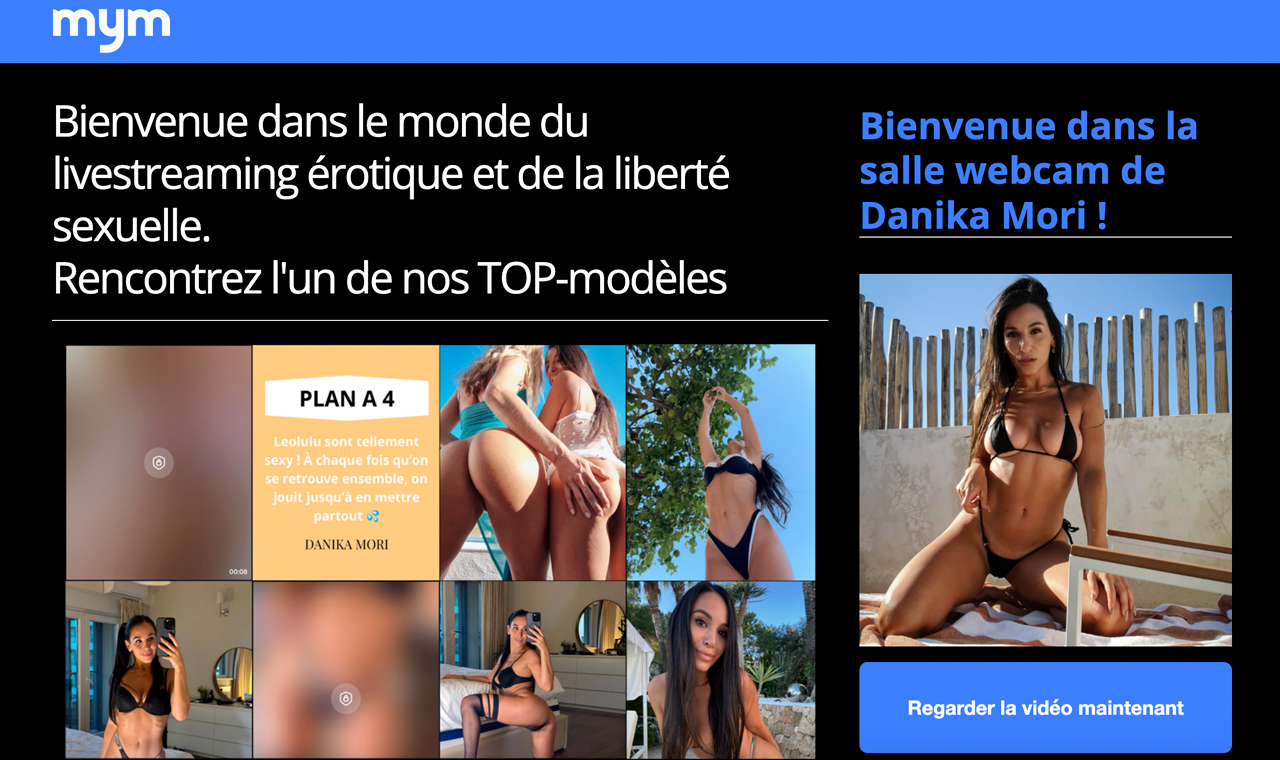 mym
Bienvenue dans le monde du
livestreaming érotique et de la liberté
sexuelle.
Rencontrez l'un de nos TOP-modèles
PLAN A 4
Leolulu sont tellement
sexy ! À chaque fois qu'on
se retrouve ensemble, on
jouit jusqu'à en mettre
partout 💦
DANIKA MORI
00:08
Bienvenue dans la
salle webcam de
Danika Mori !
Regarder la vidéo maintenant